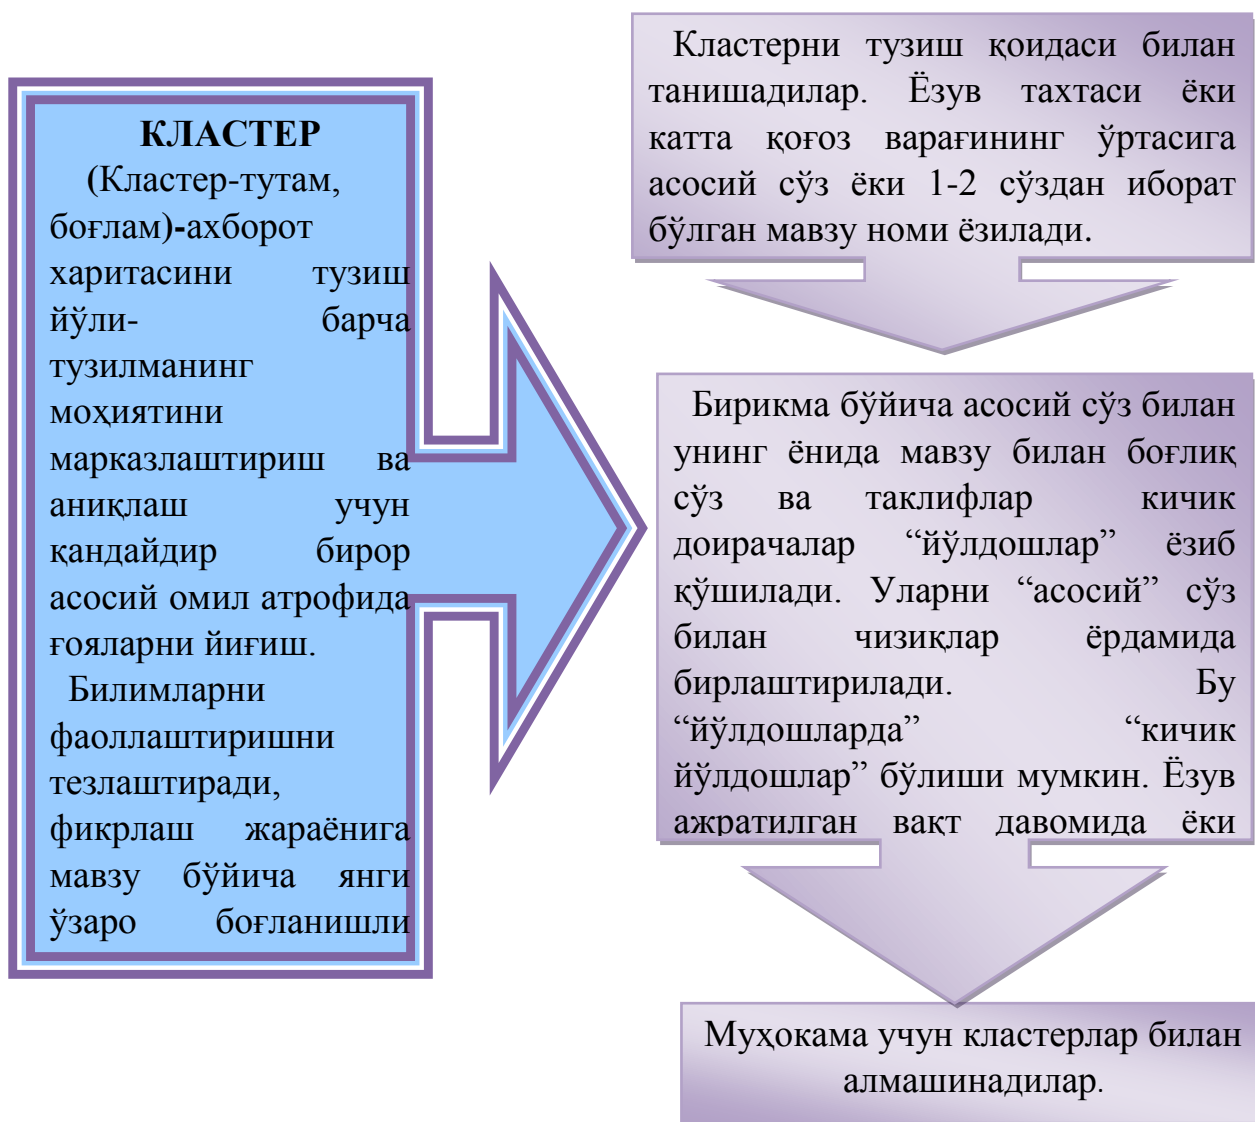 КЛАСТЕР
(Кластер-тутам,
боғлам)-ахборот
харитасини тузиш
йўли- барча
тузилманинг
моҳиятини
марказлаштириш ва
аниқлаш учун
қандайдир бирор
асосий омил атрофида
ғояларни йиғиш.
Билимларни
фаоллаштиришни
тезлаштиради,
фикрлаш жараёнига
мавзу бўйича янги
ўзаро боғланишли
Кластерни тузиш қоидаси билан
танишадилар. Ёзув тахтаси ёки
катта қоғоз варағининг ўртасига
асосий сўз ёки 1-2 сўздан иборат
бўлган мавзу номи ёзилади.
Бирикма бўйича асосий сўз билан
унинг ёнида мавзу билан боғлиқ
сўз ва таклифлар кичик
доирачалар “йўлдошлар” ёзиб
қўшилади. Уларни “асосий” сўз
билан чизиқлар ёрдамида
бирлаштирилади. Бу
“йўлдошларда” “кичик
йўлдошлар” бўлиши мумкин. Ёзув
ажратилган вақт давомида ёки
Муҳокама учун кластерлар билан
алмашинадилар.